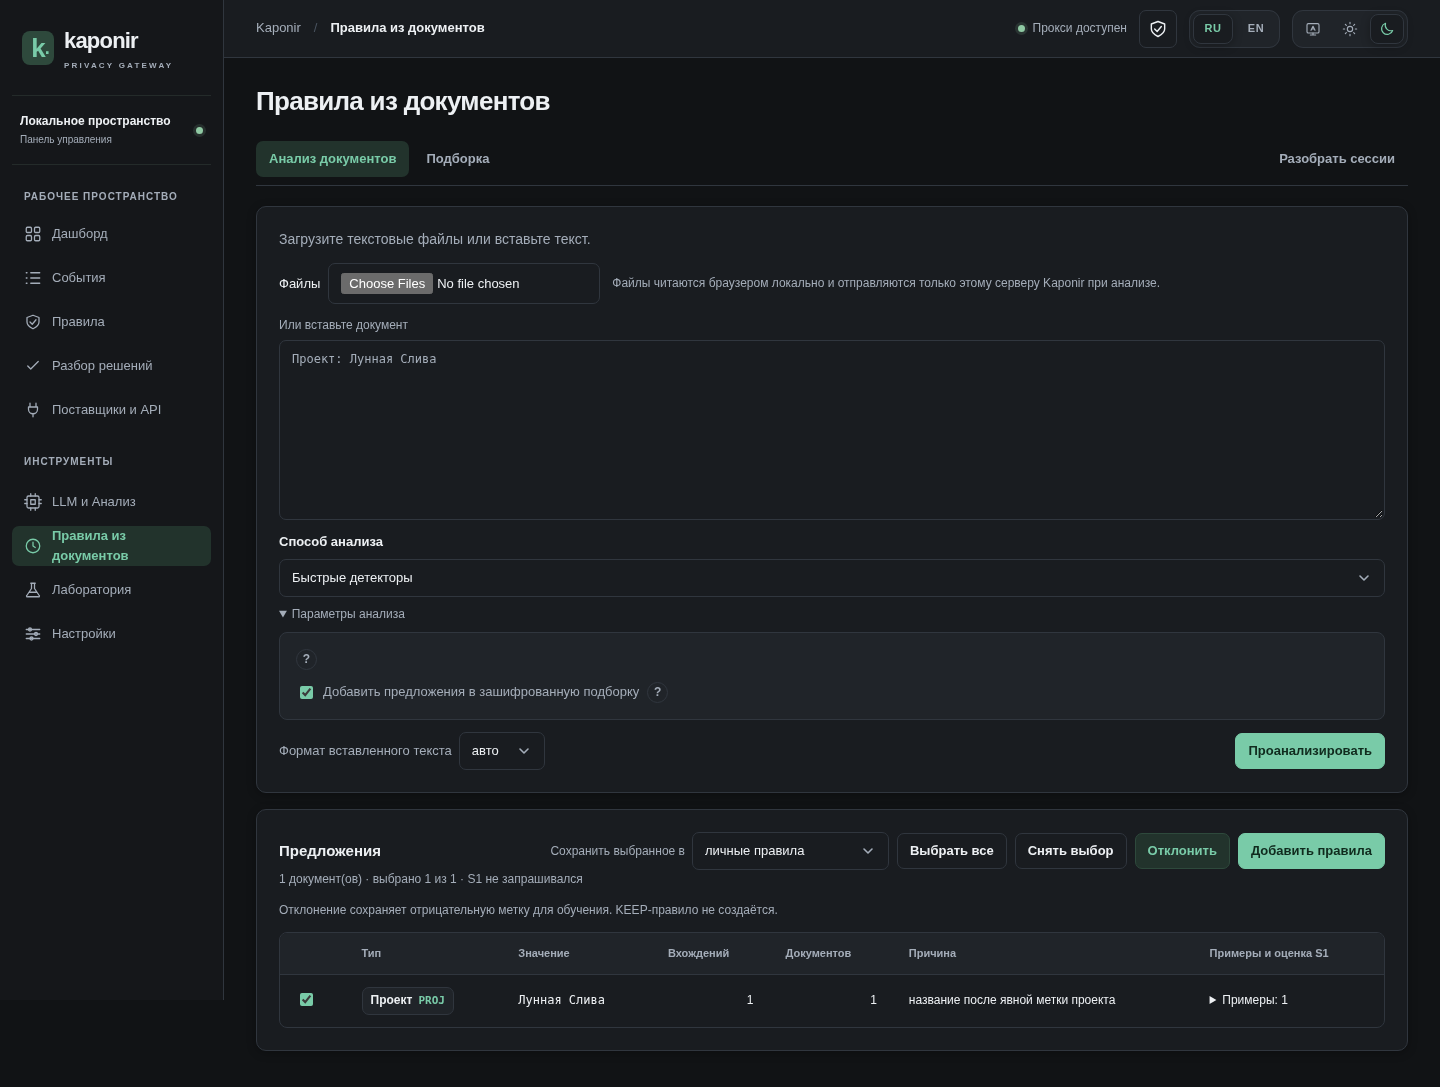 k.
kaponir
PRIVACY GATEWAY
Локальное пространство
Панель управления
РАБОЧЕЕ ПРОСТРАНСТВО
Дашборд
События
Правила
Разбор решений
Поставщики и API
ИНСТРУМЕНТЫ
LLM и Анализ
Правила из
документов
Лаборатория
Настройки
Kaponir / Правила из документов
Прокси доступен
RU EN
Правила из документов
Анализ документов Подборка Разобрать сессии
Загрузите текстовые файлы или вставьте текст.
Файлы Choose Files No file chosen Файлы читаются браузером локально и отправляются только этому серверу Kaponir при анализе.
Или вставьте документ
Проект: Лунная Слива
Способ анализа
Быстрые детекторы
▼ Параметры анализа
?
Добавить предложения в зашифрованную подборку ?
Формат вставленного текста авто Проанализировать
Предложения Сохранить выбранное в личные правила Выбрать все Снять выбор Отклонить Добавить правила
1 документ(ов) · выбрано 1 из 1 · S1 не запрашивался
Отклонение сохраняет отрицательную метку для обучения. KEEP-правило не создаётся.
Тип Значение Вхождений Документов Причина Примеры и оценка S1
Проект PROJ Лунная Слива 1 1 название после явной метки проекта ▶ Примеры: 1